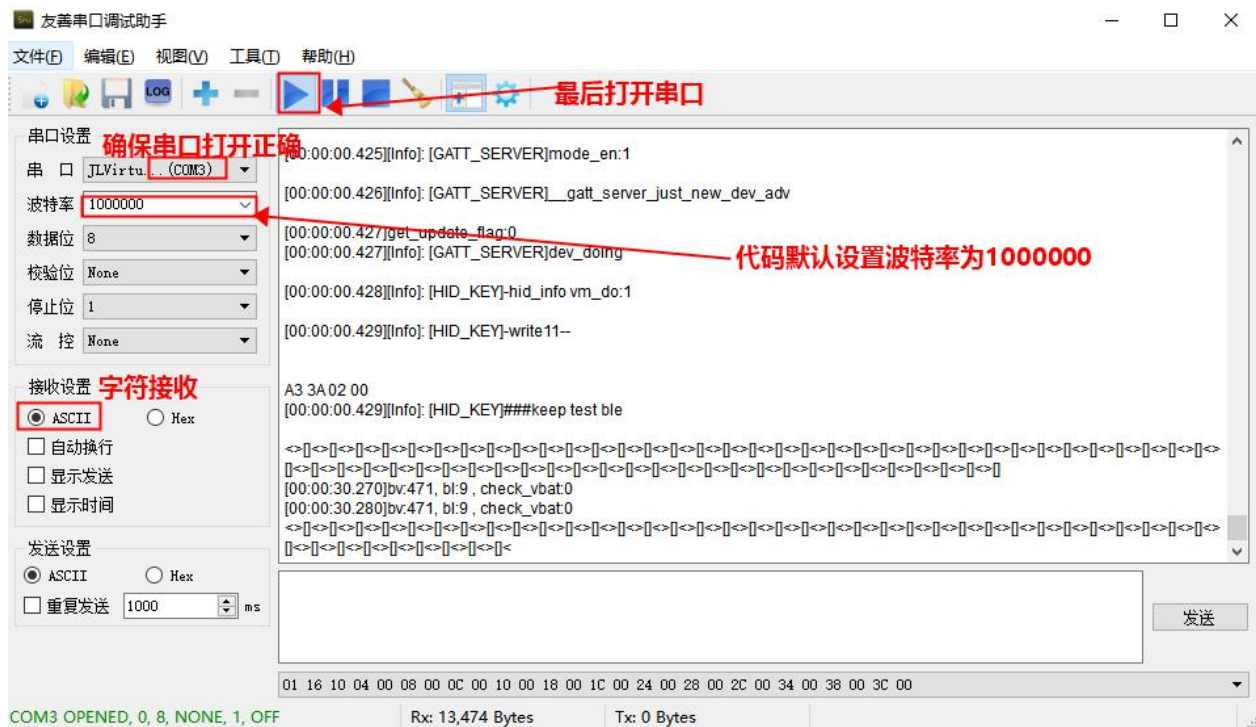 友善串口调试助手
文件(F) 编辑(E) 视图(V) 工具(T) 帮助(H)
LOG
最后打开串口
串口设置
确保串口打开正确
串 口 JLVirtu...(COM3)
波特率 1000000
数据位 8
校验位 None
停止位 1
流 控 None
代码默认设置波特率为1000000
接收设置
字符接收
ASCII Hex
自动换行
显示发送
显示时间
发送设置
ASCII Hex
重复发送 1000 ms
[00:00:00.425][Info]: [GATT_SERVER]mode_en:1
[00:00:00.426][Info]: [GATT_SERVER]__gatt_server_just_new_dev_adv
[00:00:00.427]get_update_flag:0
[00:00:00.427][Info]: [GATT_SERVER]dev_doing
[00:00:00.428][Info]: [HID_KEY]-hid_info vm_do:1
[00:00:00.429][Info]: [HID_KEY]-write11--
A3 3A 02 00
[00:00:00.429][Info]: [HID_KEY]###keep test ble
[00:00:30.270]bv:471, bl:9 , check_vbat:0
[00:00:30.280]bv:471, bl:9 , check_vbat:0
发送
01 16 10 04 00 08 00 0C 00 10 00 18 00 1C 00 24 00 28 00 2C 00 34 00 38 00 3C 00
COM3 OPENED, 0, 8, NONE, 1, OFF Rx: 13,474 Bytes Tx: 0 Bytes